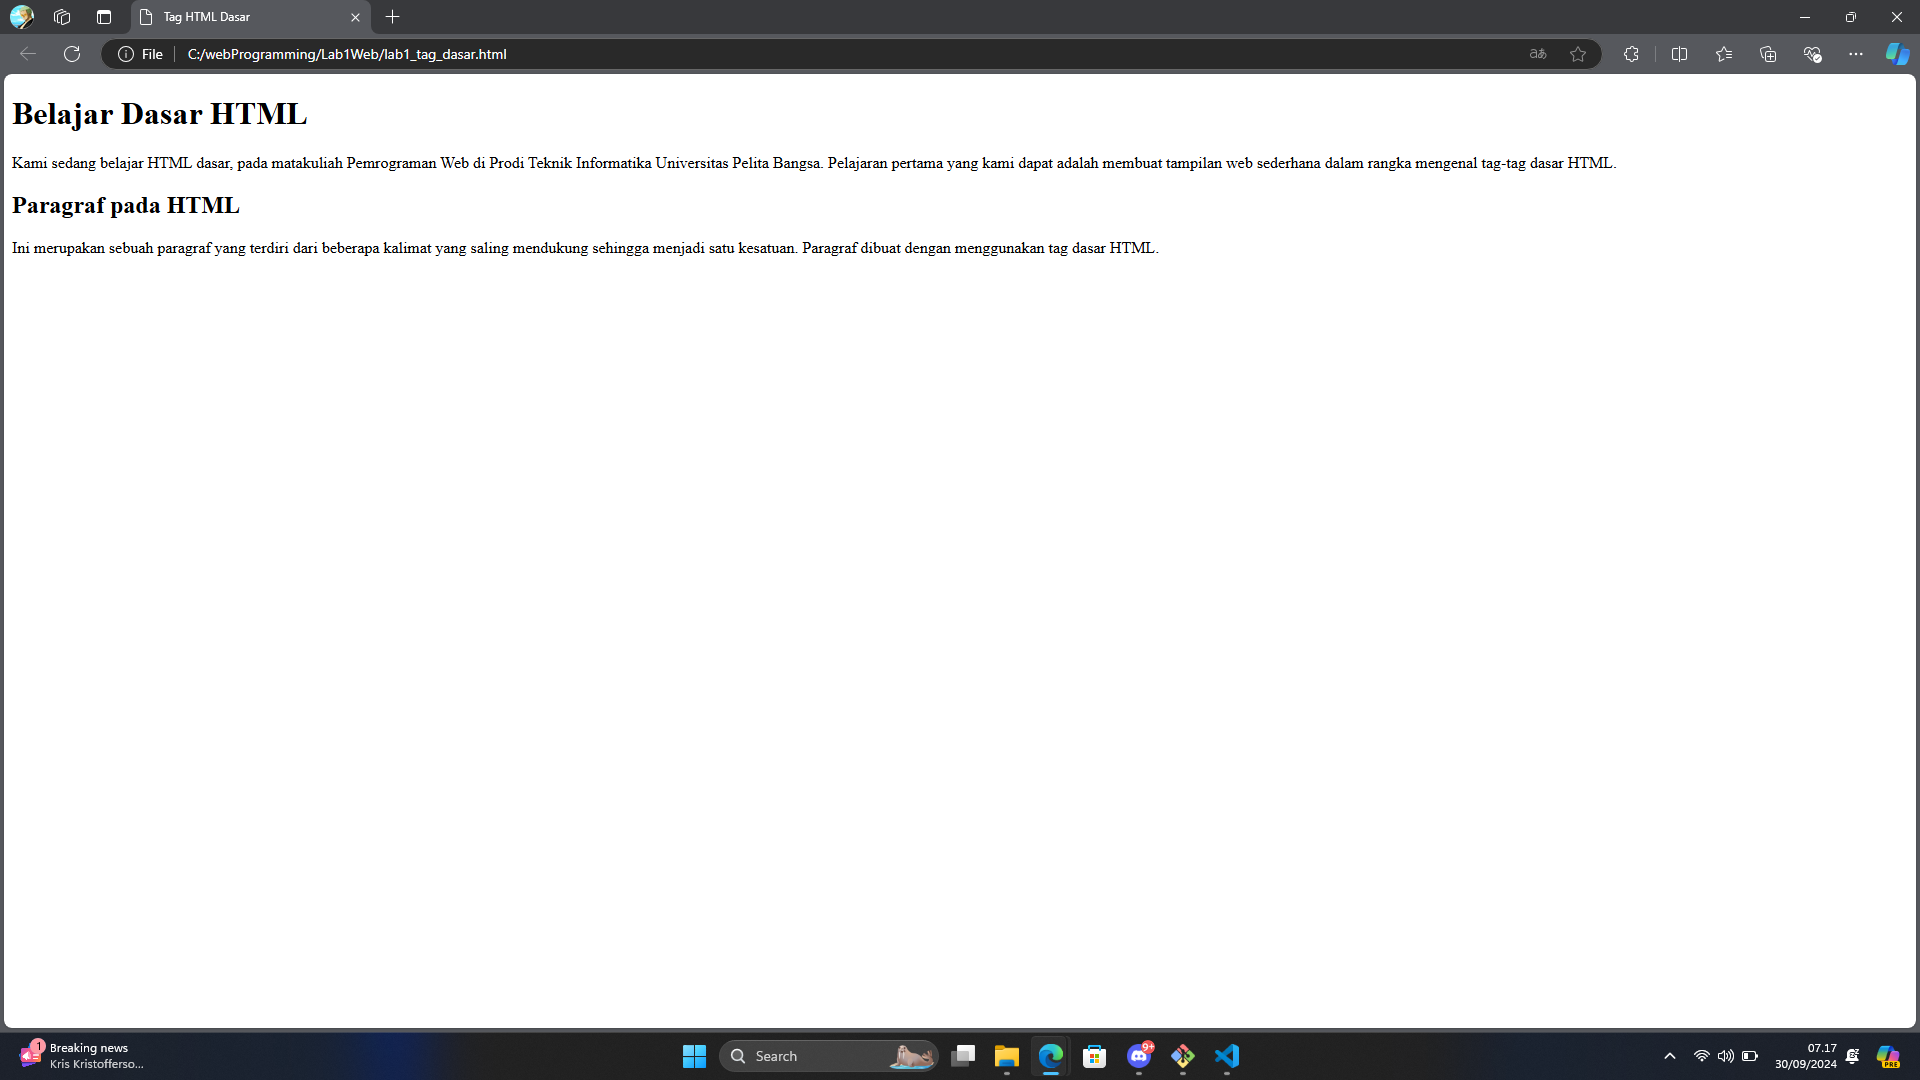 Tag HTML Dasar
File
C:/webProgramming/Lab1Web/lab1_tag_dasar.html
aあ
Belajar Dasar HTML
Kami sedang belajar HTML dasar, pada matakuliah Pemrograman Web di Prodi Teknik Informatika Universitas Pelita Bangsa. Pelajaran pertama yang kami dapat adalah membuat tampilan web sederhana dalam rangka mengenal tag-tag dasar HTML.
Paragraf pada HTML
Ini merupakan sebuah paragraf yang terdiri dari beberapa kalimat yang saling mendukung sehingga menjadi satu kesatuan. Paragraf dibuat dengan menggunakan tag dasar HTML.
1
Breaking news
Kris Kristofferso...
Search
9+
07.17
30/09/2024
PRE